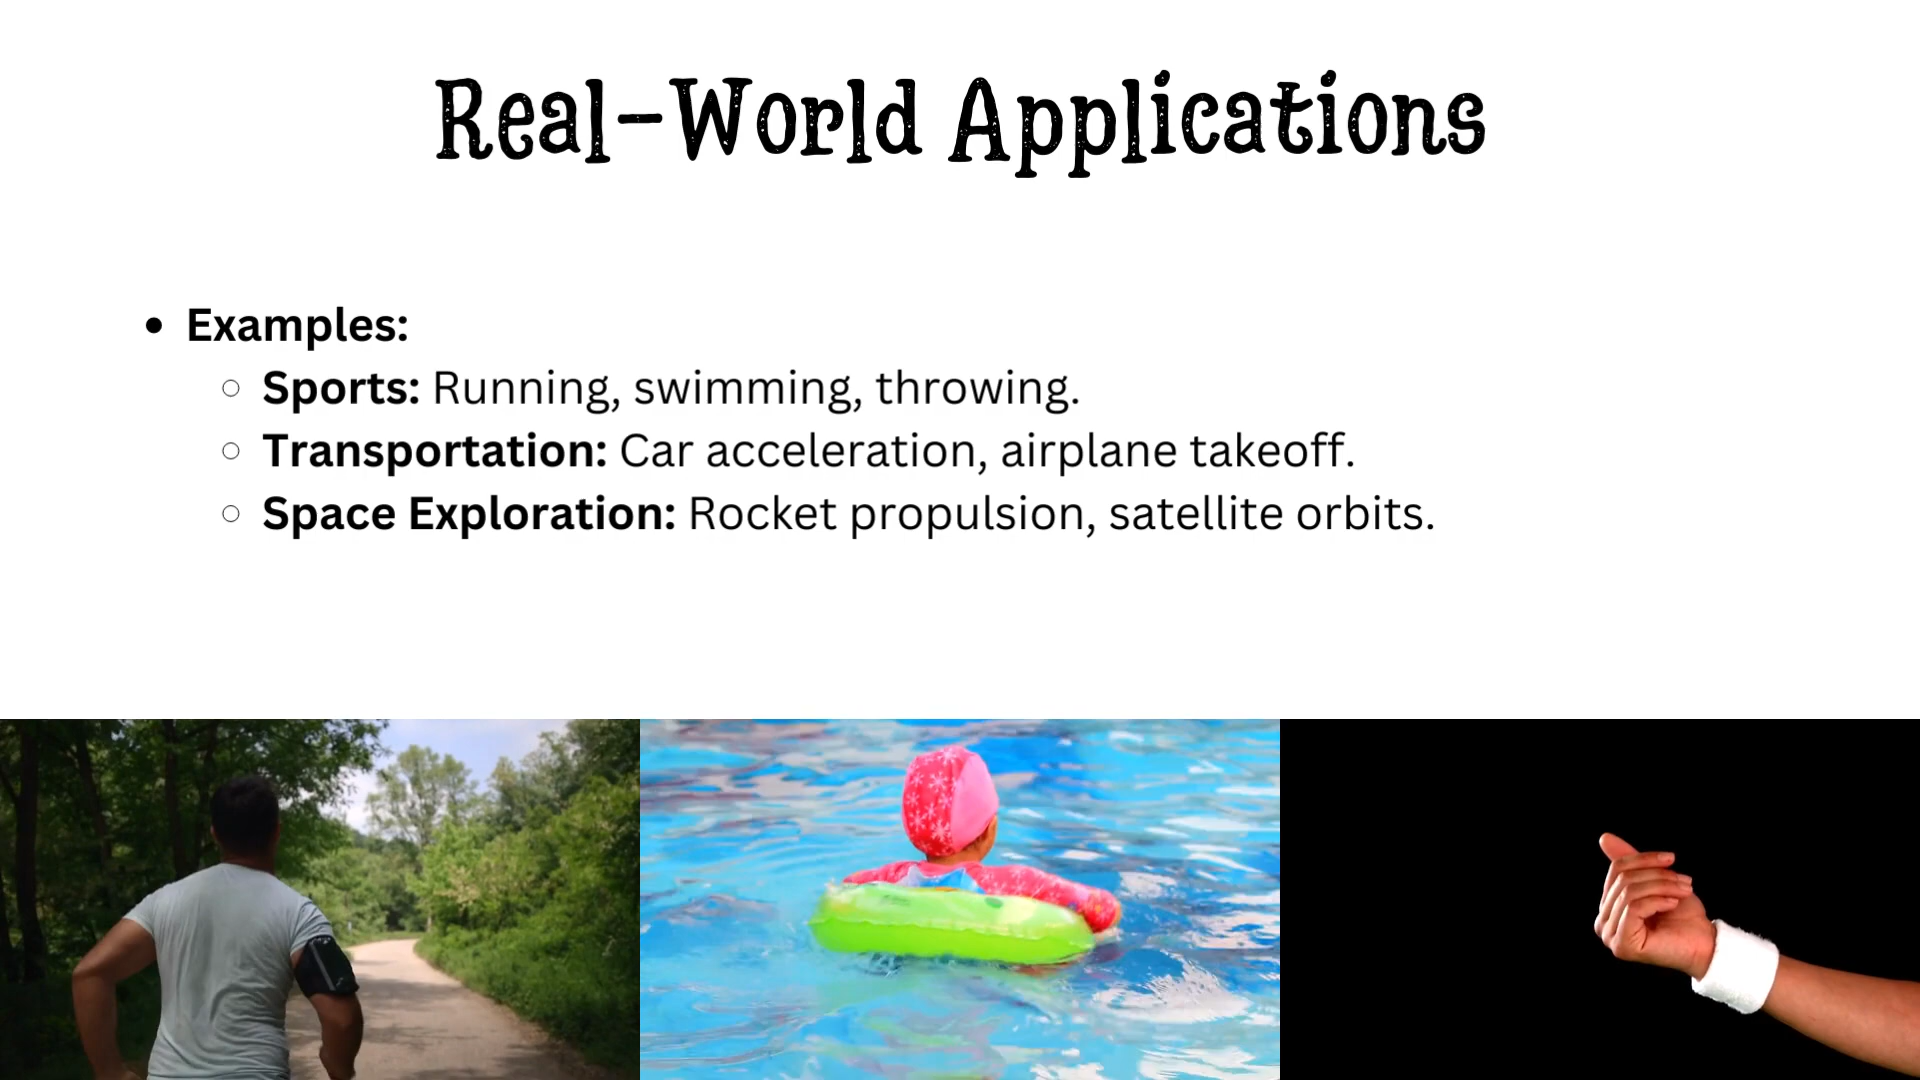 Real-World Applications
• Examples:
○ Sports: Running, swimming, throwing.
○ Transportation: Car acceleration, airplane takeoff.
○ Space Exploration: Rocket propulsion, satellite orbits.